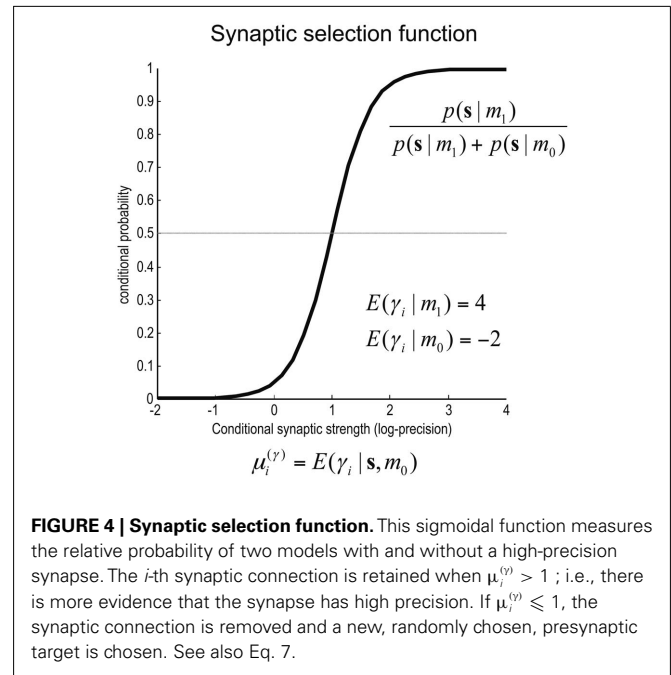 Synaptic selection function
1
0.9
0.8
0.7
0.6
0.5
0.4
0.3
0.2
0.1
0
conditional probability
p(s | m₁)
p(s | m₁) + p(s | m₀)
E(γᵢ | m₁) = 4
E(γᵢ | m₀) = −2
-2 -1 0 1 2 3 4
Conditional synaptic strength (log-precision)
μᵢ^(γ) = E(γᵢ | s, m₀)
FIGURE 4 | Synaptic selection function. This sigmoidal function measures
the relative probability of two models with and without a high-precision
synapse. The i-th synaptic connection is retained when μᵢ^(γ) > 1 ; i.e., there
is more evidence that the synapse has high precision. If μᵢ^(γ) ⩽ 1, the
synaptic connection is removed and a new, randomly chosen, presynaptic
target is chosen. See also Eq. 7.